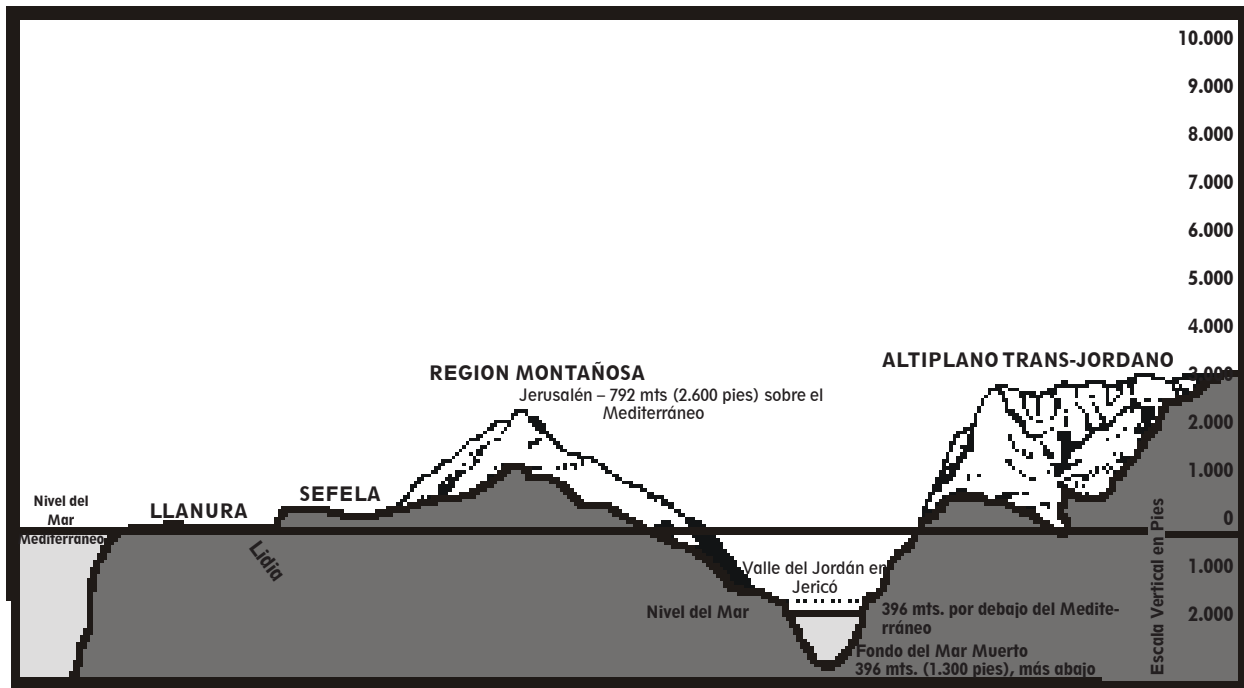 10.000
9.000
8.000
7.000
6.000
5.000
4.000
ALTIPLANO TRANS-JORDANO
3.000
REGION MONTAÑOSA
Jerusalén – 792 mts (2.600 pies) sobre el
Mediterráneo
2.000
1.000
SEFELA
LLANURA
Nivel del
Mar
Mediterraneo
0
Lidia
Valle del Jordán en
Jericó
1.000
Nivel del Mar
396 mts. por debajo del Medite-
rráneo
2.000
Fondo del Mar Muerto
396 mts. (1.300 pies), más abajo
Escala Vertical en Pies